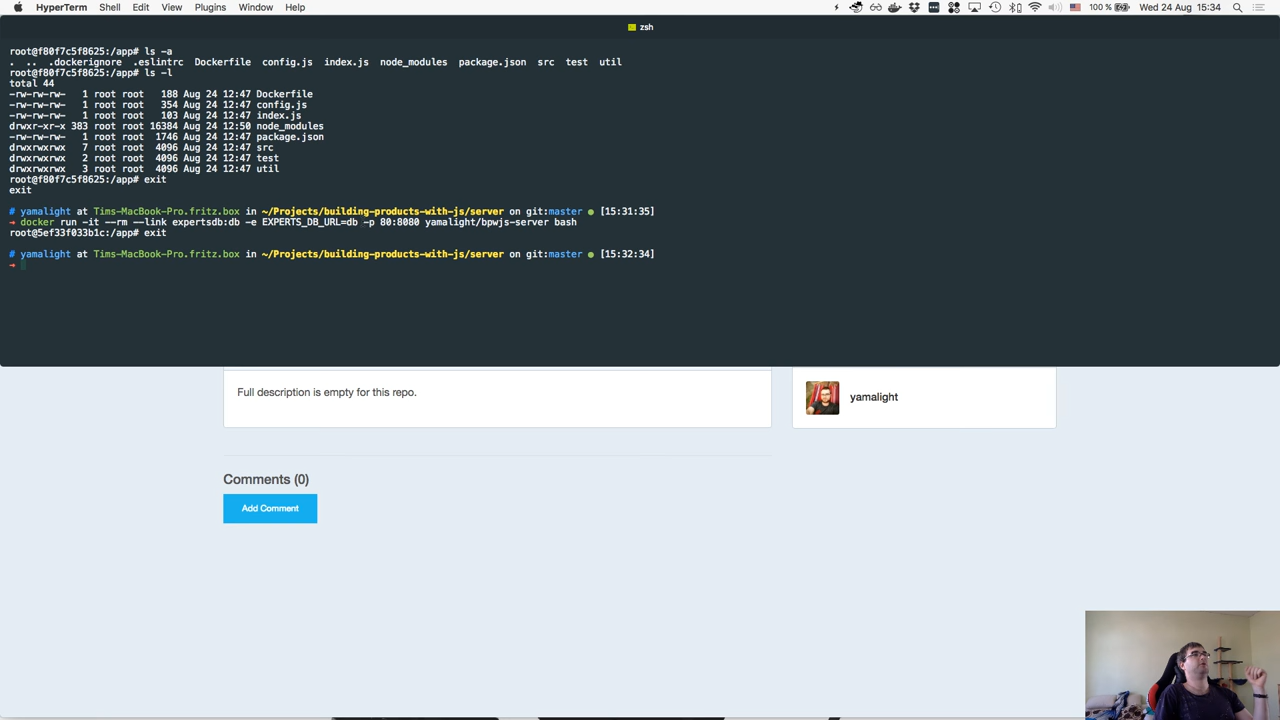 HyperTerm Shell Edit View Plugins Window Help 100 % Wed 24 Aug 15:34
zsh
root@f80f7c5f8625:/app# ls -a
. .. .dockerignore .eslintrc Dockerfile config.js index.js node_modules package.json src test util
root@f80f7c5f8625:/app# ls -l
total 44
-rw-rw-rw- 1 root root 188 Aug 24 12:47 Dockerfile
-rw-rw-rw- 1 root root 354 Aug 24 12:47 config.js
-rw-rw-rw- 1 root root 103 Aug 24 12:47 index.js
drwxr-xr-x 383 root root 16384 Aug 24 12:50 node_modules
-rw-rw-rw- 1 root root 1746 Aug 24 12:47 package.json
drwxrwxrwx 7 root root 4096 Aug 24 12:47 src
drwxrwxrwx 2 root root 4096 Aug 24 12:47 test
drwxrwxrwx 3 root root 4096 Aug 24 12:47 util
root@f80f7c5f8625:/app# exit
exit
# yamalight at Tims-MacBook-Pro.fritz.box in ~/Projects/building-products-with-js/server on git:master ● [15:31:35]
→ docker run -it --rm --link expertsdb:db -e EXPERTS_DB_URL=db -p 80:8080 yamalight/bpwjs-server bash
root@5ef33f033b1c:/app# exit
# yamalight at Tims-MacBook-Pro.fritz.box in ~/Projects/building-products-with-js/server on git:master ● [15:32:34]
→
Full description is empty for this repo.
yamalight
Comments (0)
Add Comment